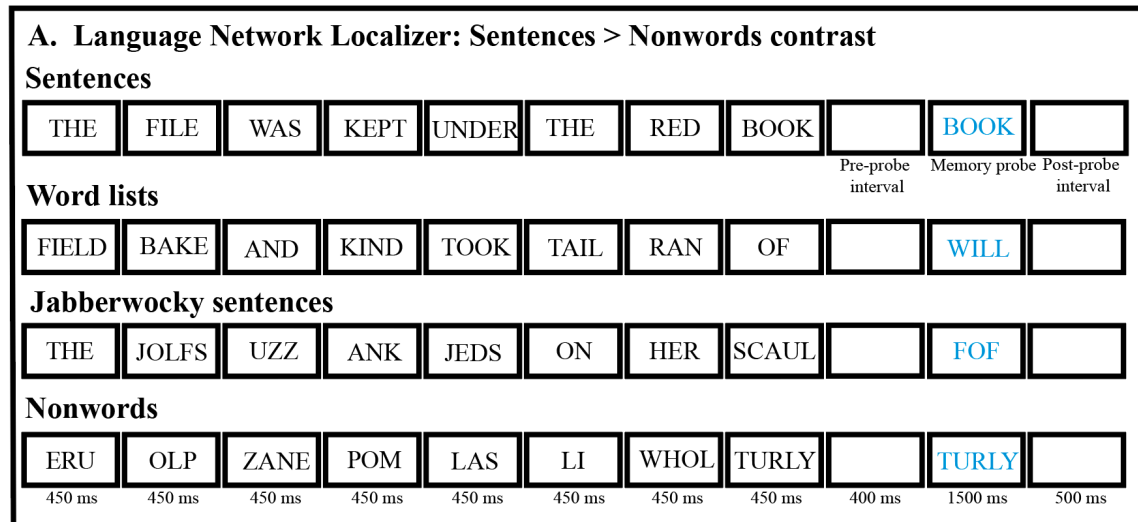 A. Language Network Localizer: Sentences > Nonwords contrast
Sentences
THE FILE WAS KEPT UNDER THE RED BOOK BOOK
Pre-probe interval Memory probe Post-probe interval
Word lists
FIELD BAKE AND KIND TOOK TAIL RAN OF WILL
Jabberwocky sentences
THE JOLFS UZZ ANK JEDS ON HER SCAUL FOF
Nonwords
ERU OLP ZANE POM LAS LI WHOL TURLY TURLY
450 ms 450 ms 450 ms 450 ms 450 ms 450 ms 450 ms 450 ms 400 ms 1500 ms 500 ms